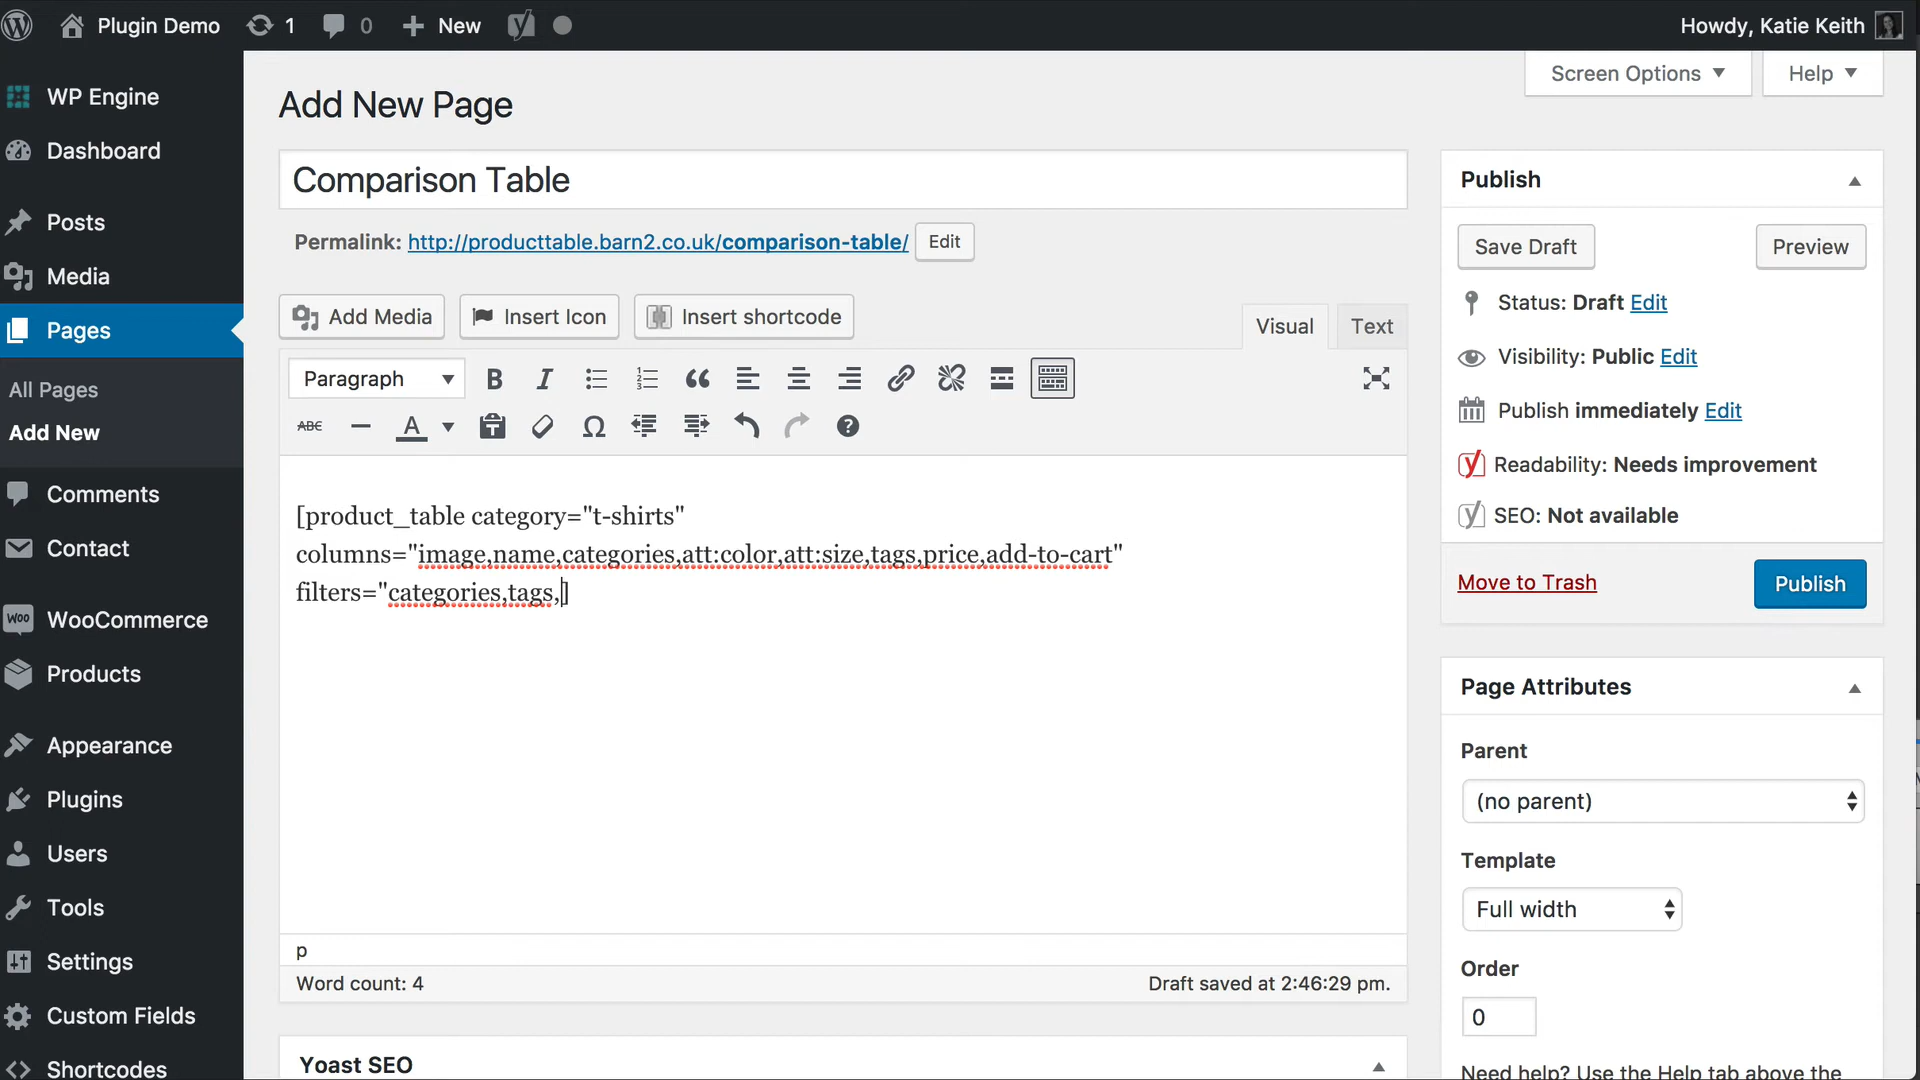 Plugin Demo
1
0
New
Howdy, Katie Keith
WP Engine
Dashboard
Posts
Media
Pages
All Pages
Add New
Comments
Contact
WooCommerce
Products
Appearance
Plugins
Users
Tools
Settings
Custom Fields
Shortcodes
Screen Options
Help
Add New Page
Comparison Table
Permalink: http://producttable.barn2.co.uk/comparison-table/
Edit
Add Media
Insert Icon
Insert shortcode
Visual
Text
Paragraph
B
I
ABC
A
[product_table category="t-shirts"
columns="image,name,categories,att:color,att:size,tags,price,add-to-cart"
filters="categories,tags,]
p
Word count: 4
Draft saved at 2:46:29 pm.
Yoast SEO
Publish
Save Draft
Preview
Status: Draft Edit
Visibility: Public Edit
Publish immediately Edit
Readability: Needs improvement
SEO: Not available
Move to Trash
Publish
Page Attributes
Parent
(no parent)
Template
Full width
Order
0
Need help? Use the Help tab above the